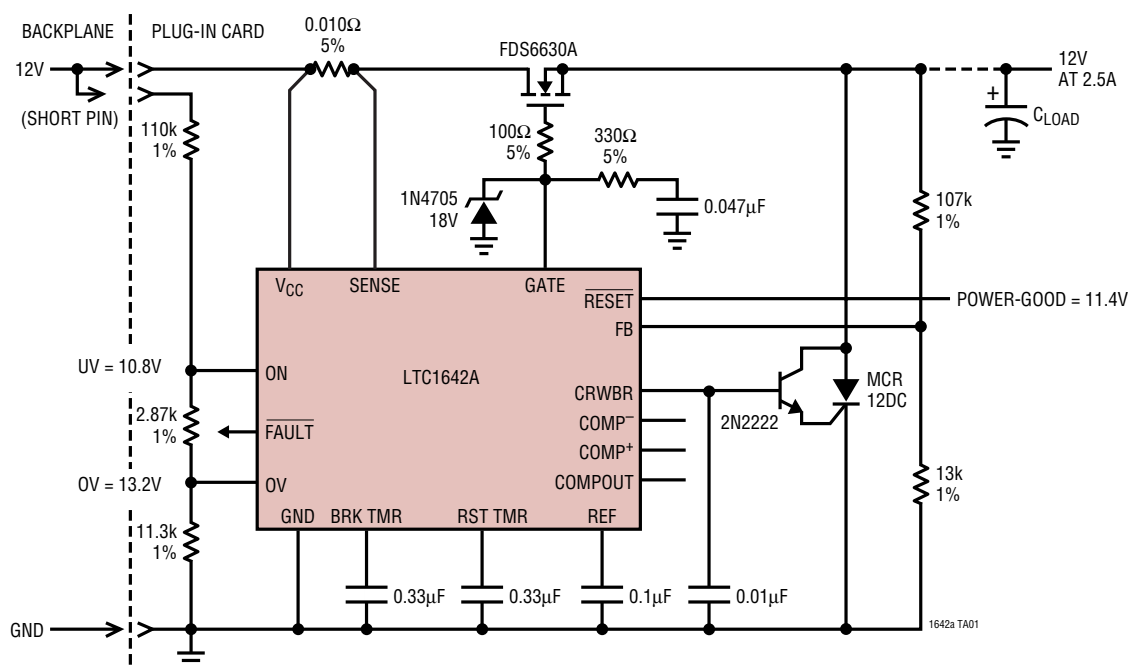 BACKPLANE
PLUG-IN CARD
0.010Ω
5%
FDS6630A
12V
12V
AT 2.5A
(SHORT PIN)
+
CLOAD
110k
1%
100Ω
5%
330Ω
5%
1N4705
18V
0.047µF
107k
1%
VCC
SENSE
GATE
RESET
POWER-GOOD = 11.4V
FB
UV = 10.8V
ON
LTC1642A
CRWBR
MCR
12DC
2N2222
2.87k
1%
FAULT
COMP–
COMP+
OV = 13.2V
OV
COMPOUT
13k
1%
11.3k
1%
GND
BRK TMR
RST TMR
REF
0.33µF
0.33µF
0.1µF
0.01µF
GND
1642a TA01